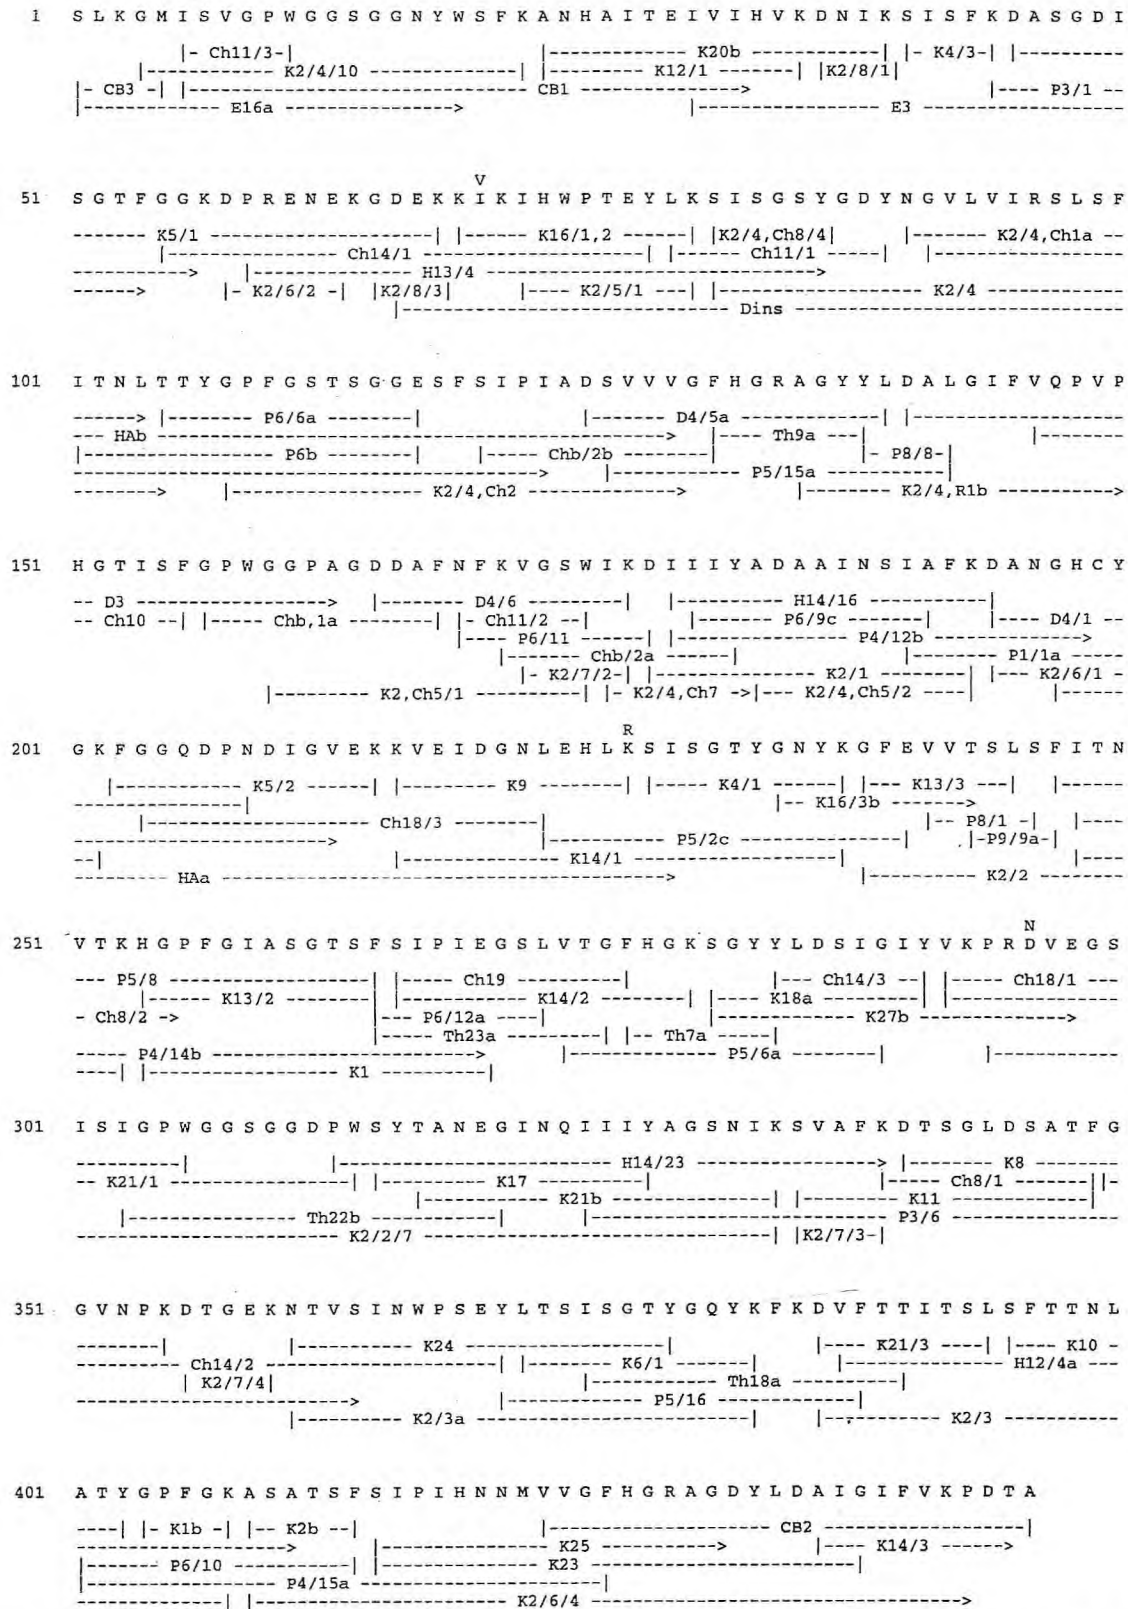 1 S L K G M I S V G P W G G S G G N Y W S F K A N H A I T E I V I H V K D N I K S I S F K D A S G D I
|- Ch11/3-| |------------ K20b ------------| |- K4/3-| |----------
|------------ K2/4/10 ------------| |------- K12/1 -------| |K2/8/1|
|- CB3 -| |-------------------------- CB1 ---------------> |---- P3/1 --
|--------------- E16a --------------> |--------------- E3 ----------------
V
51 S G T F G G K D P R E N E K G D E K K I K I H W P T E Y L K S I S G S Y G D Y N G V L V I R S L S F
------- K5/1 ------------------| |------ K16/1,2 ------| |K2/4,Ch8/4| |------- K2/4,Ch1a --
|---------------- Ch14/1 ---------------------| |----- Ch11/1 -----| |-----------------
-----------> |-------------- H13/4 ----------------------------->
------> |- K2/6/2 -| |K2/8/3| |---- K2/5/1 ---| |------------------ K2/4 -------------
|----------------------------- Dins ----------------------------
101 I T N L T T Y G P F G S T S G G E S F S I P I A D S V V V G F H G R A G Y Y L D A L G I F V Q P V P
------> |-------- P6/6a --------| |------- D4/5a -----------| |-------------------
--- HAb ------------------------------------------------> |---- Th9a ---| |-------
|----------------- P6b -------------| |----- Chb/2b --------| |- P8/8-|
--------------------------------------------> |------------ P5/15a -----------|
--------> |----------------- K2/4,Ch2 ---------------> |------- K2/4,R1b ---------->
151 H G T I S F G P W G G P A G D D A F N F K V G S W I K D I I I Y A D A A I N S I A F K D A N G H C Y
-- D3 ----------------> |-------- D4/6 ---------| |---------- H14/16 -----------|
-- Ch10 --| |----- Chb,1a -------| |- Ch11/2 --| |------- P6/9c -------| |---- D4/1 --
|---- P6/11 ------| |--------------- P4/12b ---------------->
|------- Chb/2a ------| |-------- P1/1a -----
|- K2/7/2-| |--------------- K2/1 ------------| |--- K2/6/1 -
|--------- K2,Ch5/1 -----------| |- K2/4,Ch7 ->|--- K2/4,Ch5/2 ----| |------
R
201 G K F G G Q D P N D I G V E K K V E I D G N L E H L K S I S G T Y G N Y K G F E V V T S L S F I T N
|------------ K5/2 -------| |--------- K9 ---------| |----- K4/1 ------| |---- K13/3 ---| |----
---------------| |-- K16/3b ------->
|-------------------- Ch18/3 -----------------| |-- P8/1 -|
------------------------> |----------- P5/2c ----------------| |-P9/9a-|
--| |--------------- K14/1 ------------------| |----
--------- HAa ------------------------------------------> |---------- K2/2 --------
N
251 V T K H G P F G I A S G T S F S I P I E G S L V T G F H G K S G Y Y L D S I G I Y V K P R D V E G S
--- P5/8 -------------------| |----- Ch19 -----------| |--- Ch14/3 --| |------ Ch18/1 ---
|------ K13/2 ---------| |----------- K14/2 ---------| |---- K18a -------| |---------------
- Ch8/2 -> |--- P6/12a ----| |------------- K27b ---------->
|----- Th23a ---------| |-- Th7a ----|
----- P4/14b ------------------------> |------------- P5/6a ---------| |------------
----| |------------------ K1 ----------|
301 I S I G P W G G S G G D P W S Y T A N E G I N Q I I I Y A G S N I K S V A F K D T S G L D S A T F G
----------| |--------------------------- H14/23 -----------------> |-------- K8 -------
-- K21/1 ------------------| |----------- K17 -------------| |----- Ch8/1 -------||-
|------------ K21b --------------------| |--------- K11 ---------------|
|---------------- Th22b ----------| |---------------------------- P3/6 ---------------
------------------------- K2/2/7 ----------------------------------| |K2/7/3-|
351 G V N P K D T G E K N T V S I N W P S E Y L T S I S G T Y G Q Y K F K D V F T T I T S L S F T T N L
--------| |------------ K24 -------------------| |---- K21/3 -----| |---- K10 -
---------- Ch14/2 ----------------------| |-------- K6/1 -----------| |--------------- H12/4a ---
| K2/7/4| |------------- Th18a ---------------|
--------------------------> |-------------- P5/16 -------------|
|---------- K2/3a -------------------------| |----------- K2/3 -----------
401 A T Y G P F G K A S A T S F S I P I H N N M V V G F H G R A G D Y L D A I G I F V K P D T A
----| |- K1b -| |-- K2b --| |---------------------- CB2 --------------------|
--------------------> |---------------- K25 ------------> |---- K14/3 ----->
|------- P6/10 -----------| |---------------- K23 --------------------------|
|------------------- P4/15a -----------------------|
--------------| |------------------------ K2/6/4 ----------------------------------->